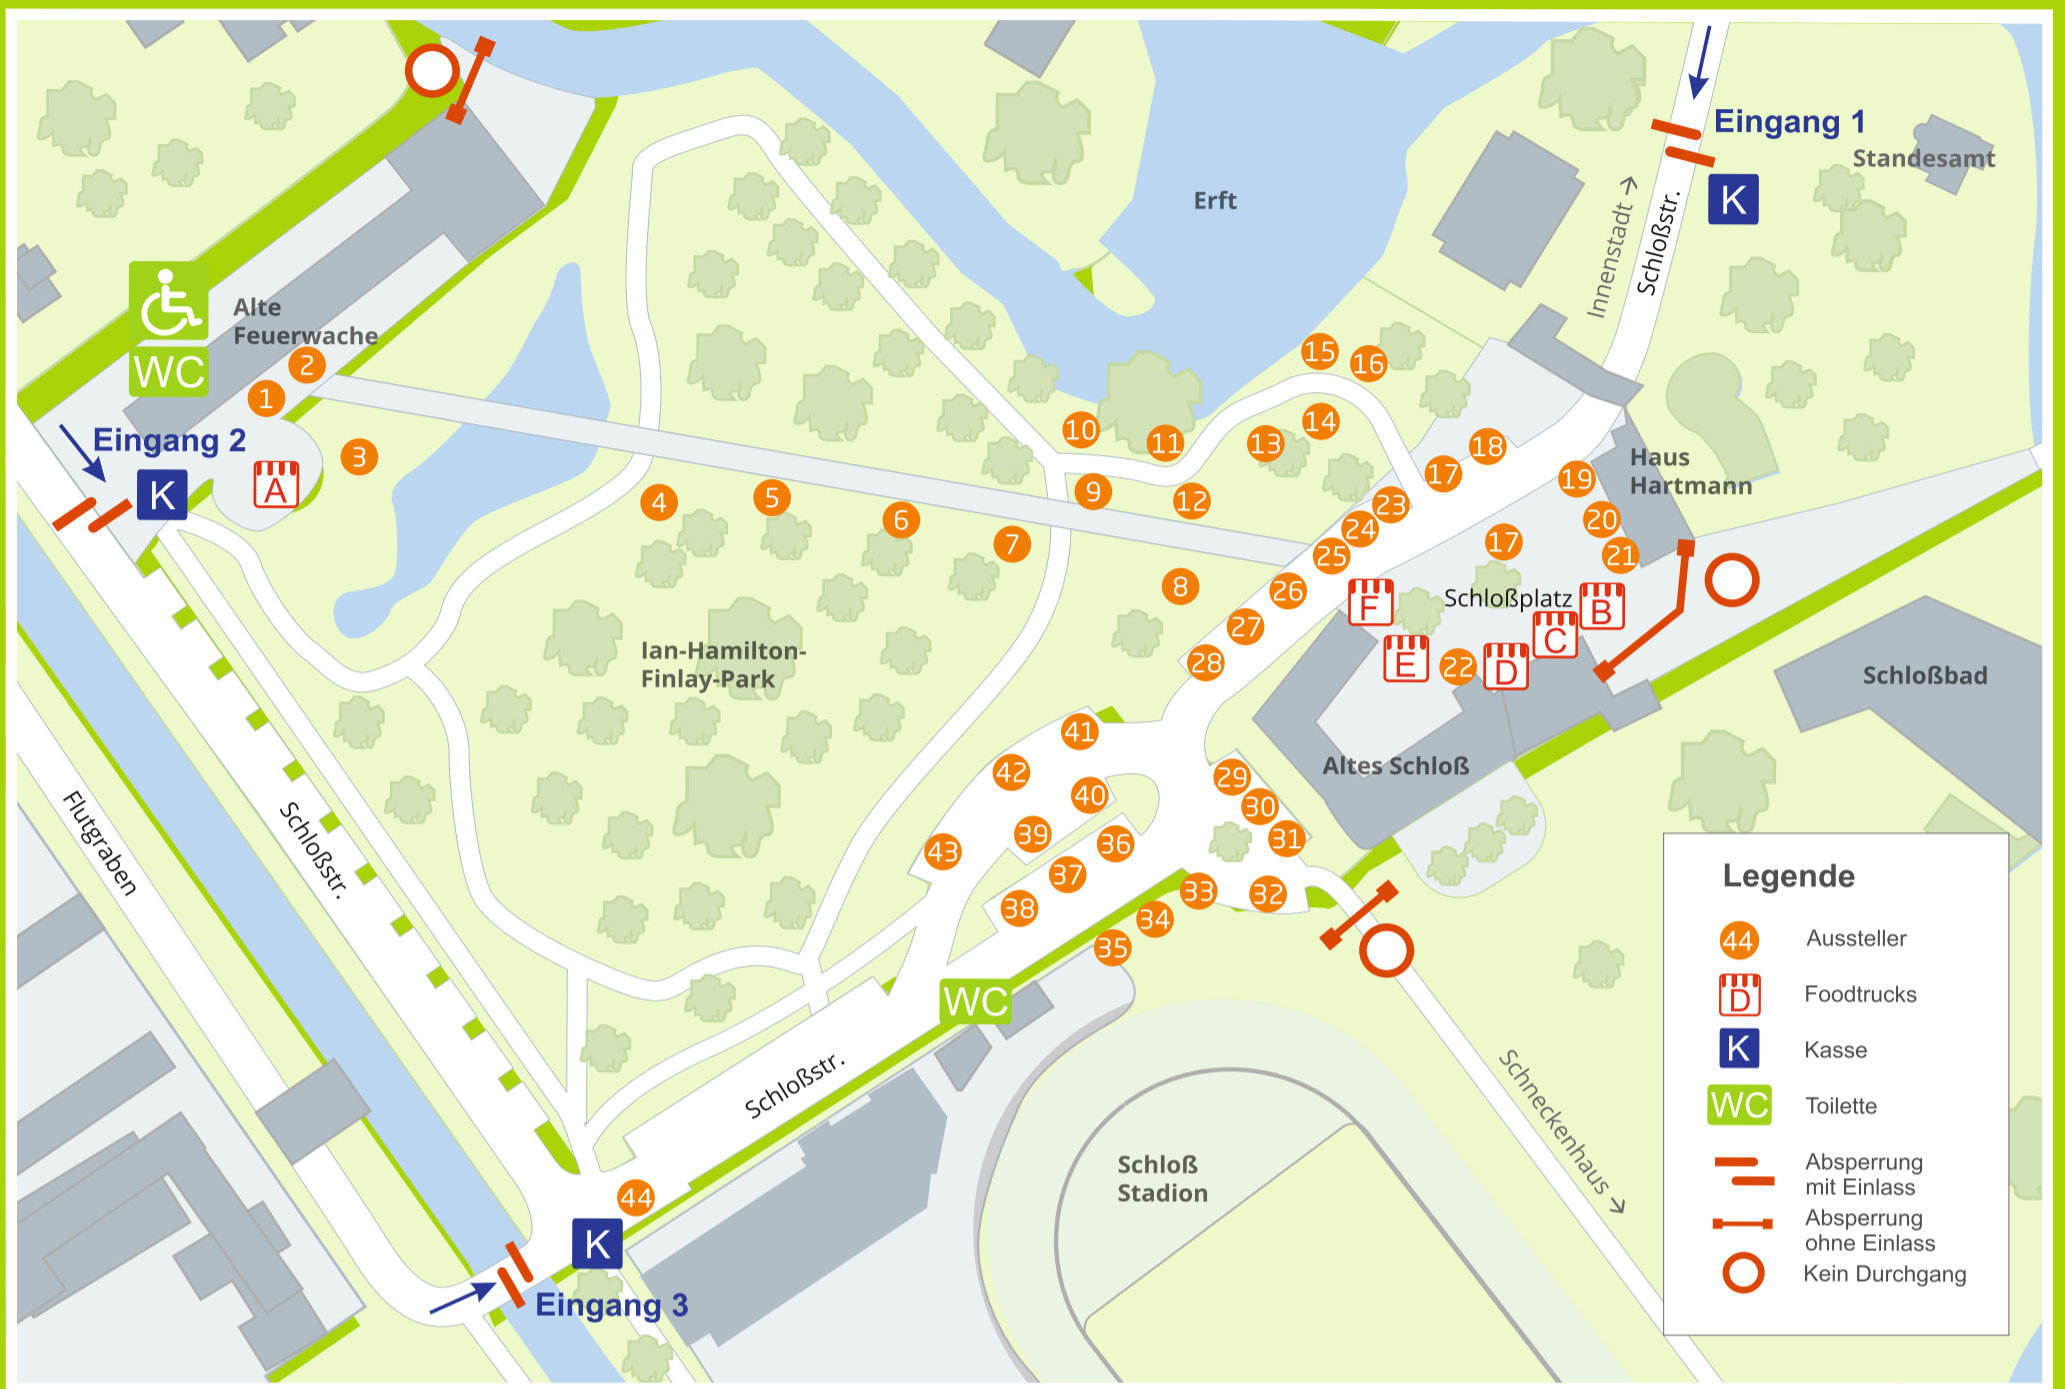 Eingang 1
Standesamt
K
Erft
Innenstadt →
Schloßstr.
Alte
Feuerwache
WC
2
1
Eingang 2
K
A
3
15
16
10
11
13
14
18
17
9
12
23
19
Haus
Hartmann
4
5
6
7
24
25
17
20
21
8
26
F
Schloßplatz
B
27
C
28
E
22
D
Ian-Hamilton-
Finlay-Park
Schloßbad
41
42
40
29
30
31
Altes Schloß
39
36
43
37
38
33
32
34
35
Flutgraben
Schloßstr.
WC
Schloßstr.
Schloß
Stadion
Schneckenhaus →
44
K
Eingang 3
Legende
44 Aussteller
D Foodtrucks
K Kasse
WC Toilette
Absperrung
mit Einlass
Absperrung
ohne Einlass
Kein Durchgang